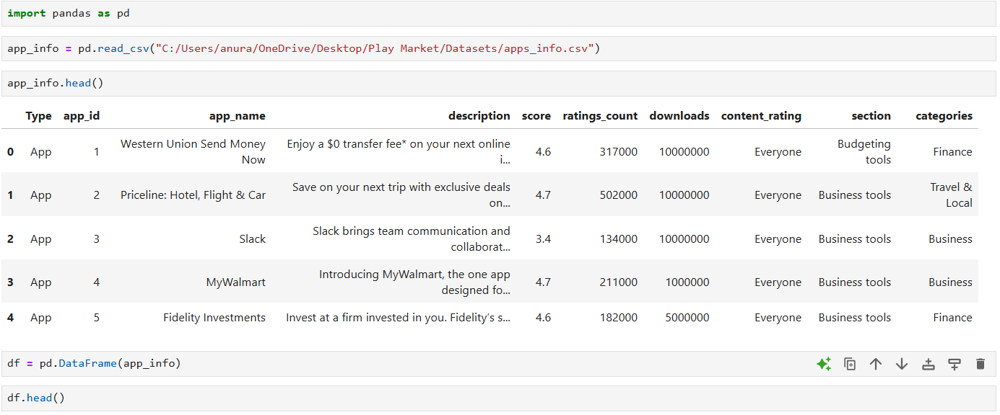 import pandas as pd
app_info = pd.read_csv("C:/Users/anura/OneDrive/Desktop/Play Market/Datasets/apps_info.csv")
app_info.head()
Type app_id app_name description score ratings_count downloads content_rating section categories
0 App 1 Western Union Send Money Now Enjoy a $0 transfer fee* on your next online i... 4.6 317000 10000000 Everyone Budgeting tools Finance
1 App 2 Priceline: Hotel, Flight & Car Save on your next trip with exclusive deals on... 4.7 502000 10000000 Everyone Business tools Travel & Local
2 App 3 Slack Slack brings team communication and collaborat... 3.4 134000 10000000 Everyone Business tools Business
3 App 4 MyWalmart Introducing MyWalmart, the one app designed fo... 4.7 211000 1000000 Everyone Business tools Business
4 App 5 Fidelity Investments Invest at a firm invested in you. Fidelity’s s... 4.6 182000 5000000 Everyone Business tools Finance
df = pd.DataFrame(app_info)
df.head()